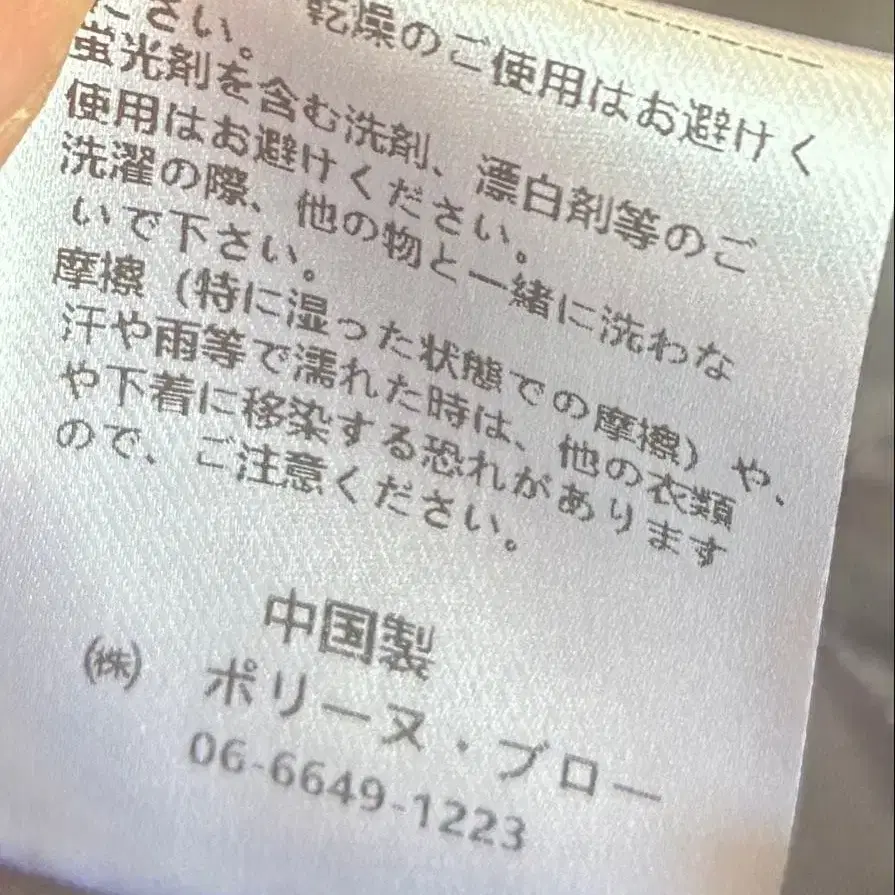 ださい。 乾燥のご使用はお避けく
蛍光剤を含む洗剤、漂白剤等のご
使用はお避けください。
洗濯の際、他の物と一緒に洗わな
いで下さい。
摩擦（特に湿った状態での摩擦）や、
汗や雨等で濡れた時は、他の衣類
や下着に移染する恐れがあります
ので、ご注意ください。
中国製
㈱ ポリーヌ・ブロー
06-6649-1223